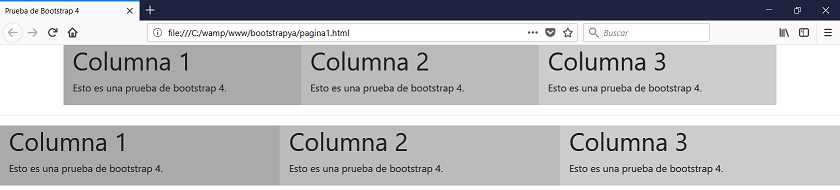 Prueba de Bootstrap 4
file:///C:/wamp/www/bootstrapya/pagina1.html
Buscar
Columna 1 Columna 2 Columna 3
Esto es una prueba de bootstrap 4. Esto es una prueba de bootstrap 4. Esto es una prueba de bootstrap 4.
Columna 1 Columna 2 Columna 3
Esto es una prueba de bootstrap 4. Esto es una prueba de bootstrap 4. Esto es una prueba de bootstrap 4.